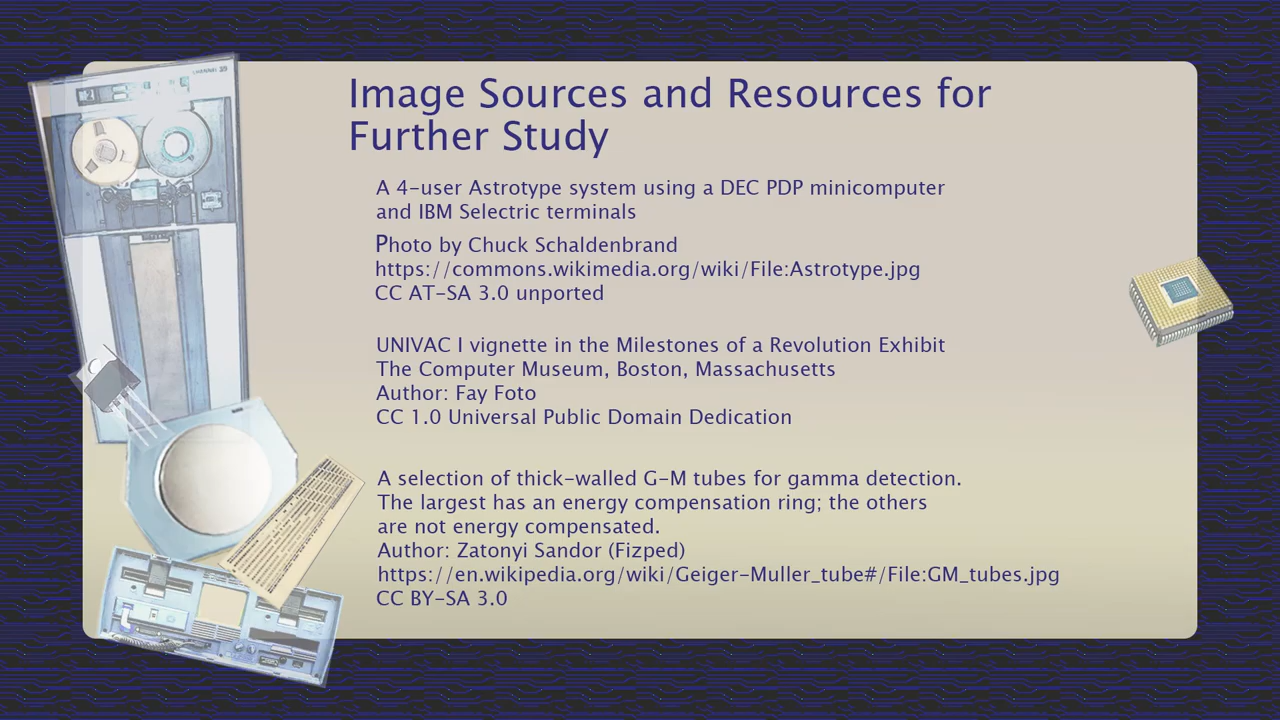 Image Sources and Resources for
Further Study
A 4-user Astrotype system using a DEC PDP minicomputer
and IBM Selectric terminals
Photo by Chuck Schaldenbrand
https://commons.wikimedia.org/wiki/File:Astrotype.jpg
CC AT-SA 3.0 unported
UNIVAC I vignette in the Milestones of a Revolution Exhibit
The Computer Museum, Boston, Massachusetts
Author: Fay Foto
CC 1.0 Universal Public Domain Dedication
A selection of thick-walled G-M tubes for gamma detection.
The largest has an energy compensation ring; the others
are not energy compensated.
Author: Zatonyi Sandor (Fizped)
https://en.wikipedia.org/wiki/Geiger-Muller_tube#/File:GM_tubes.jpg
CC BY-SA 3.0